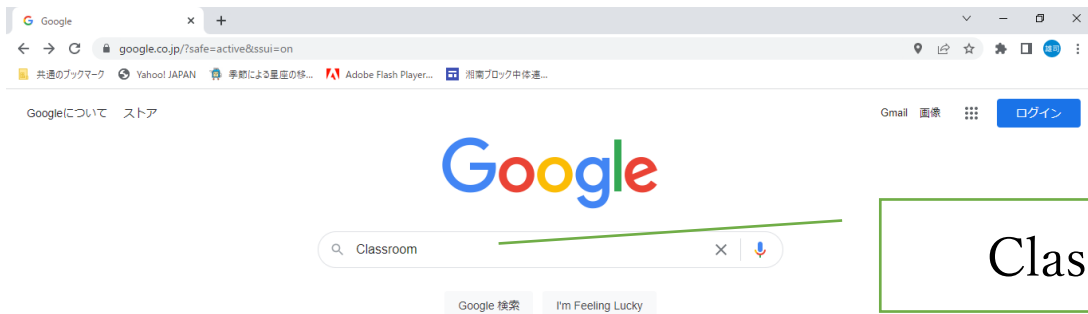 Google
google.co.jp/?safe=active&ssui=on
雄司
共通のブックマーク Yahoo! JAPAN 季節による星座の移... Adobe Flash Player... 湘南ブロック中体連...
Googleについて ストア Gmail 画像 ログイン
Google
Classroom
Clas
Google 検索 I'm Feeling Lucky